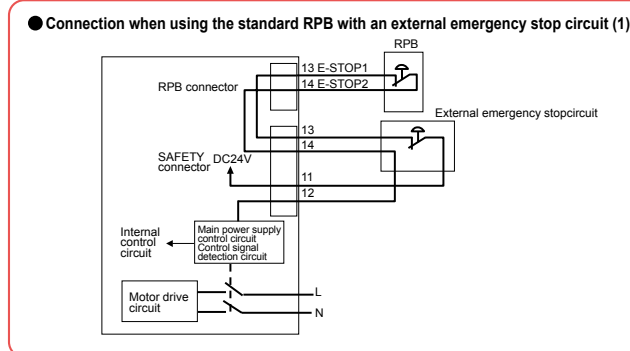 Connection when using the standard RPB with an external emergency stop circuit (1)
RPB
13 E-STOP1
14 E-STOP2
RPB connector
External emergency stopcircuit
13
14
SAFETY
connector
DC24V
11
12
Internal
control
circuit
Main power supply
control circuit
Control signal
detection circuit
Motor drive
circuit
L
N